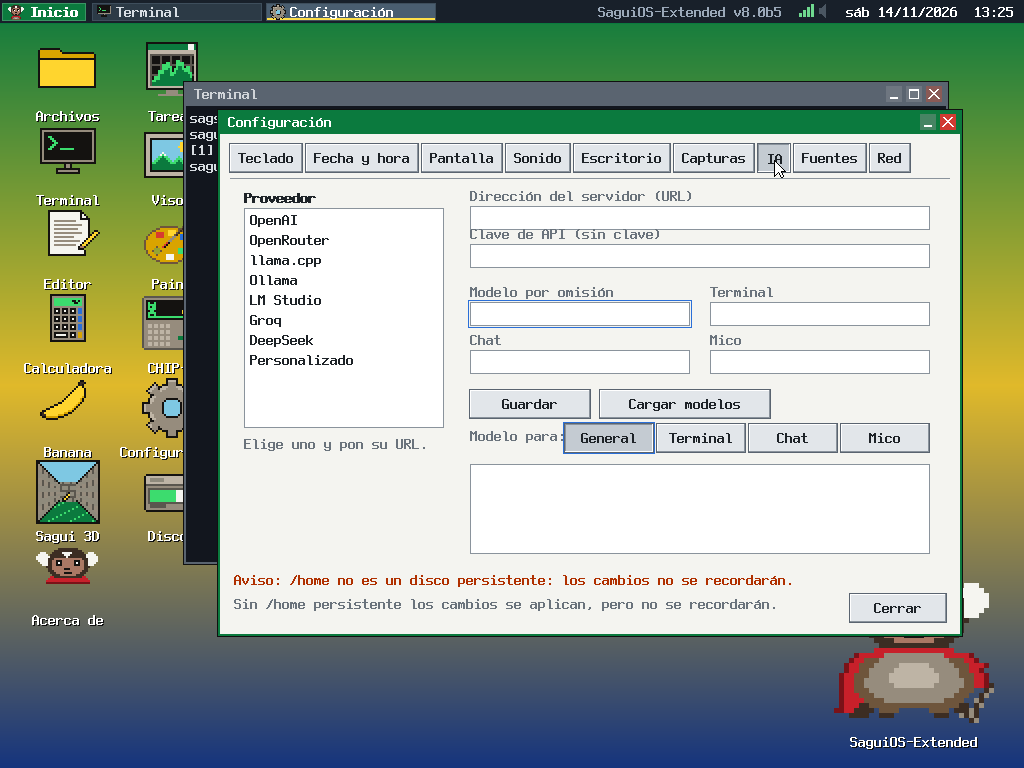 Inicio
Terminal
Configuración
SaguiOS-Extended v8.0b5
sáb 14/11/2026
13:25
Archivos
Terminal
Editor
Calculadora
CHIP-
Banana
Sagui 3D
Acerca de
Terminal
[1]
Configuración
Teclado
Fecha y hora
Pantalla
Sonido
Escritorio
Capturas
IA
Fuentes
Red
Proveedor
OpenAI
OpenRouter
llama.cpp
Ollama
LM Studio
Groq
DeepSeek
Personalizado
Elige uno y pon su URL.
Dirección del servidor (URL)
Clave de API (sin clave)
Modelo por omisión
Terminal
Chat
Mico
Guardar
Cargar modelos
Modelo para:
General
Terminal
Chat
Mico
Aviso: /home no es un disco persistente: los cambios no se recordarán.
Sin /home persistente los cambios se aplican, pero no se recordarán.
Cerrar
SaguiOS-Extended